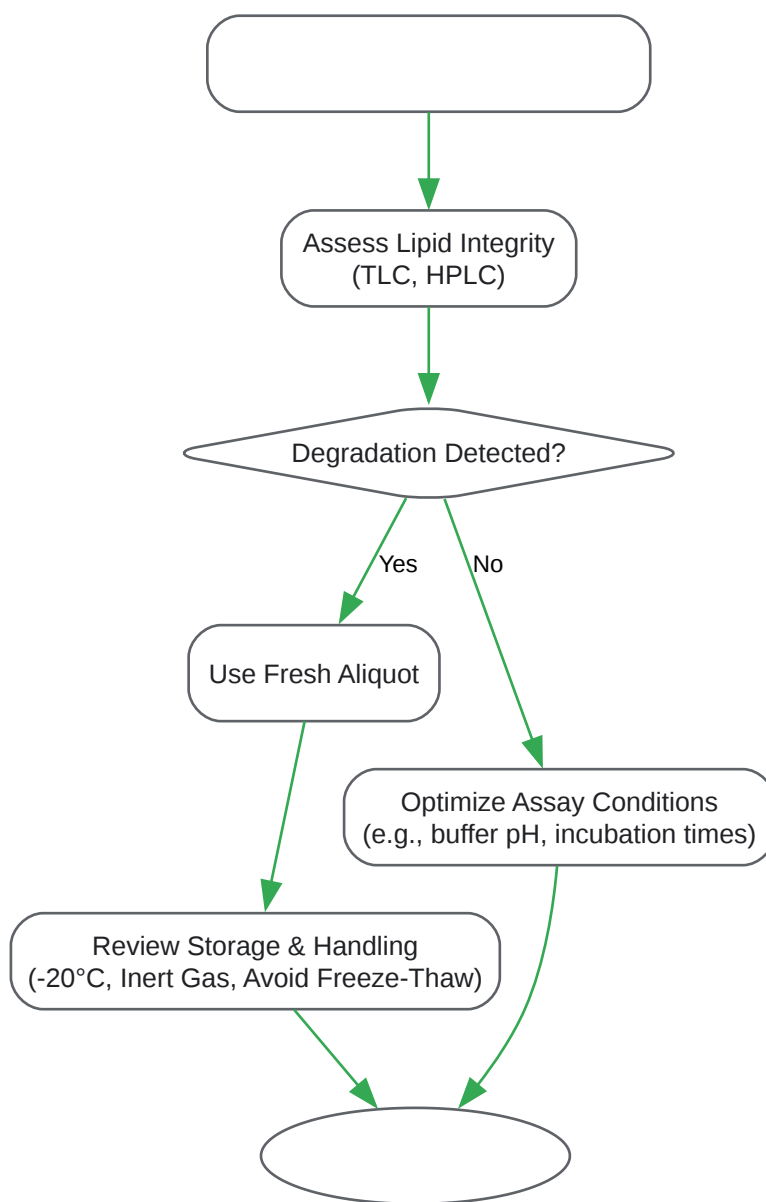 Assess Lipid Integrity
(TLC, HPLC)
Degradation Detected?
Yes
No
Use Fresh Aliquot
Optimize Assay Conditions
(e.g., buffer pH, incubation times)
Review Storage & Handling
(-20°C, Inert Gas, Avoid Freeze-Thaw)